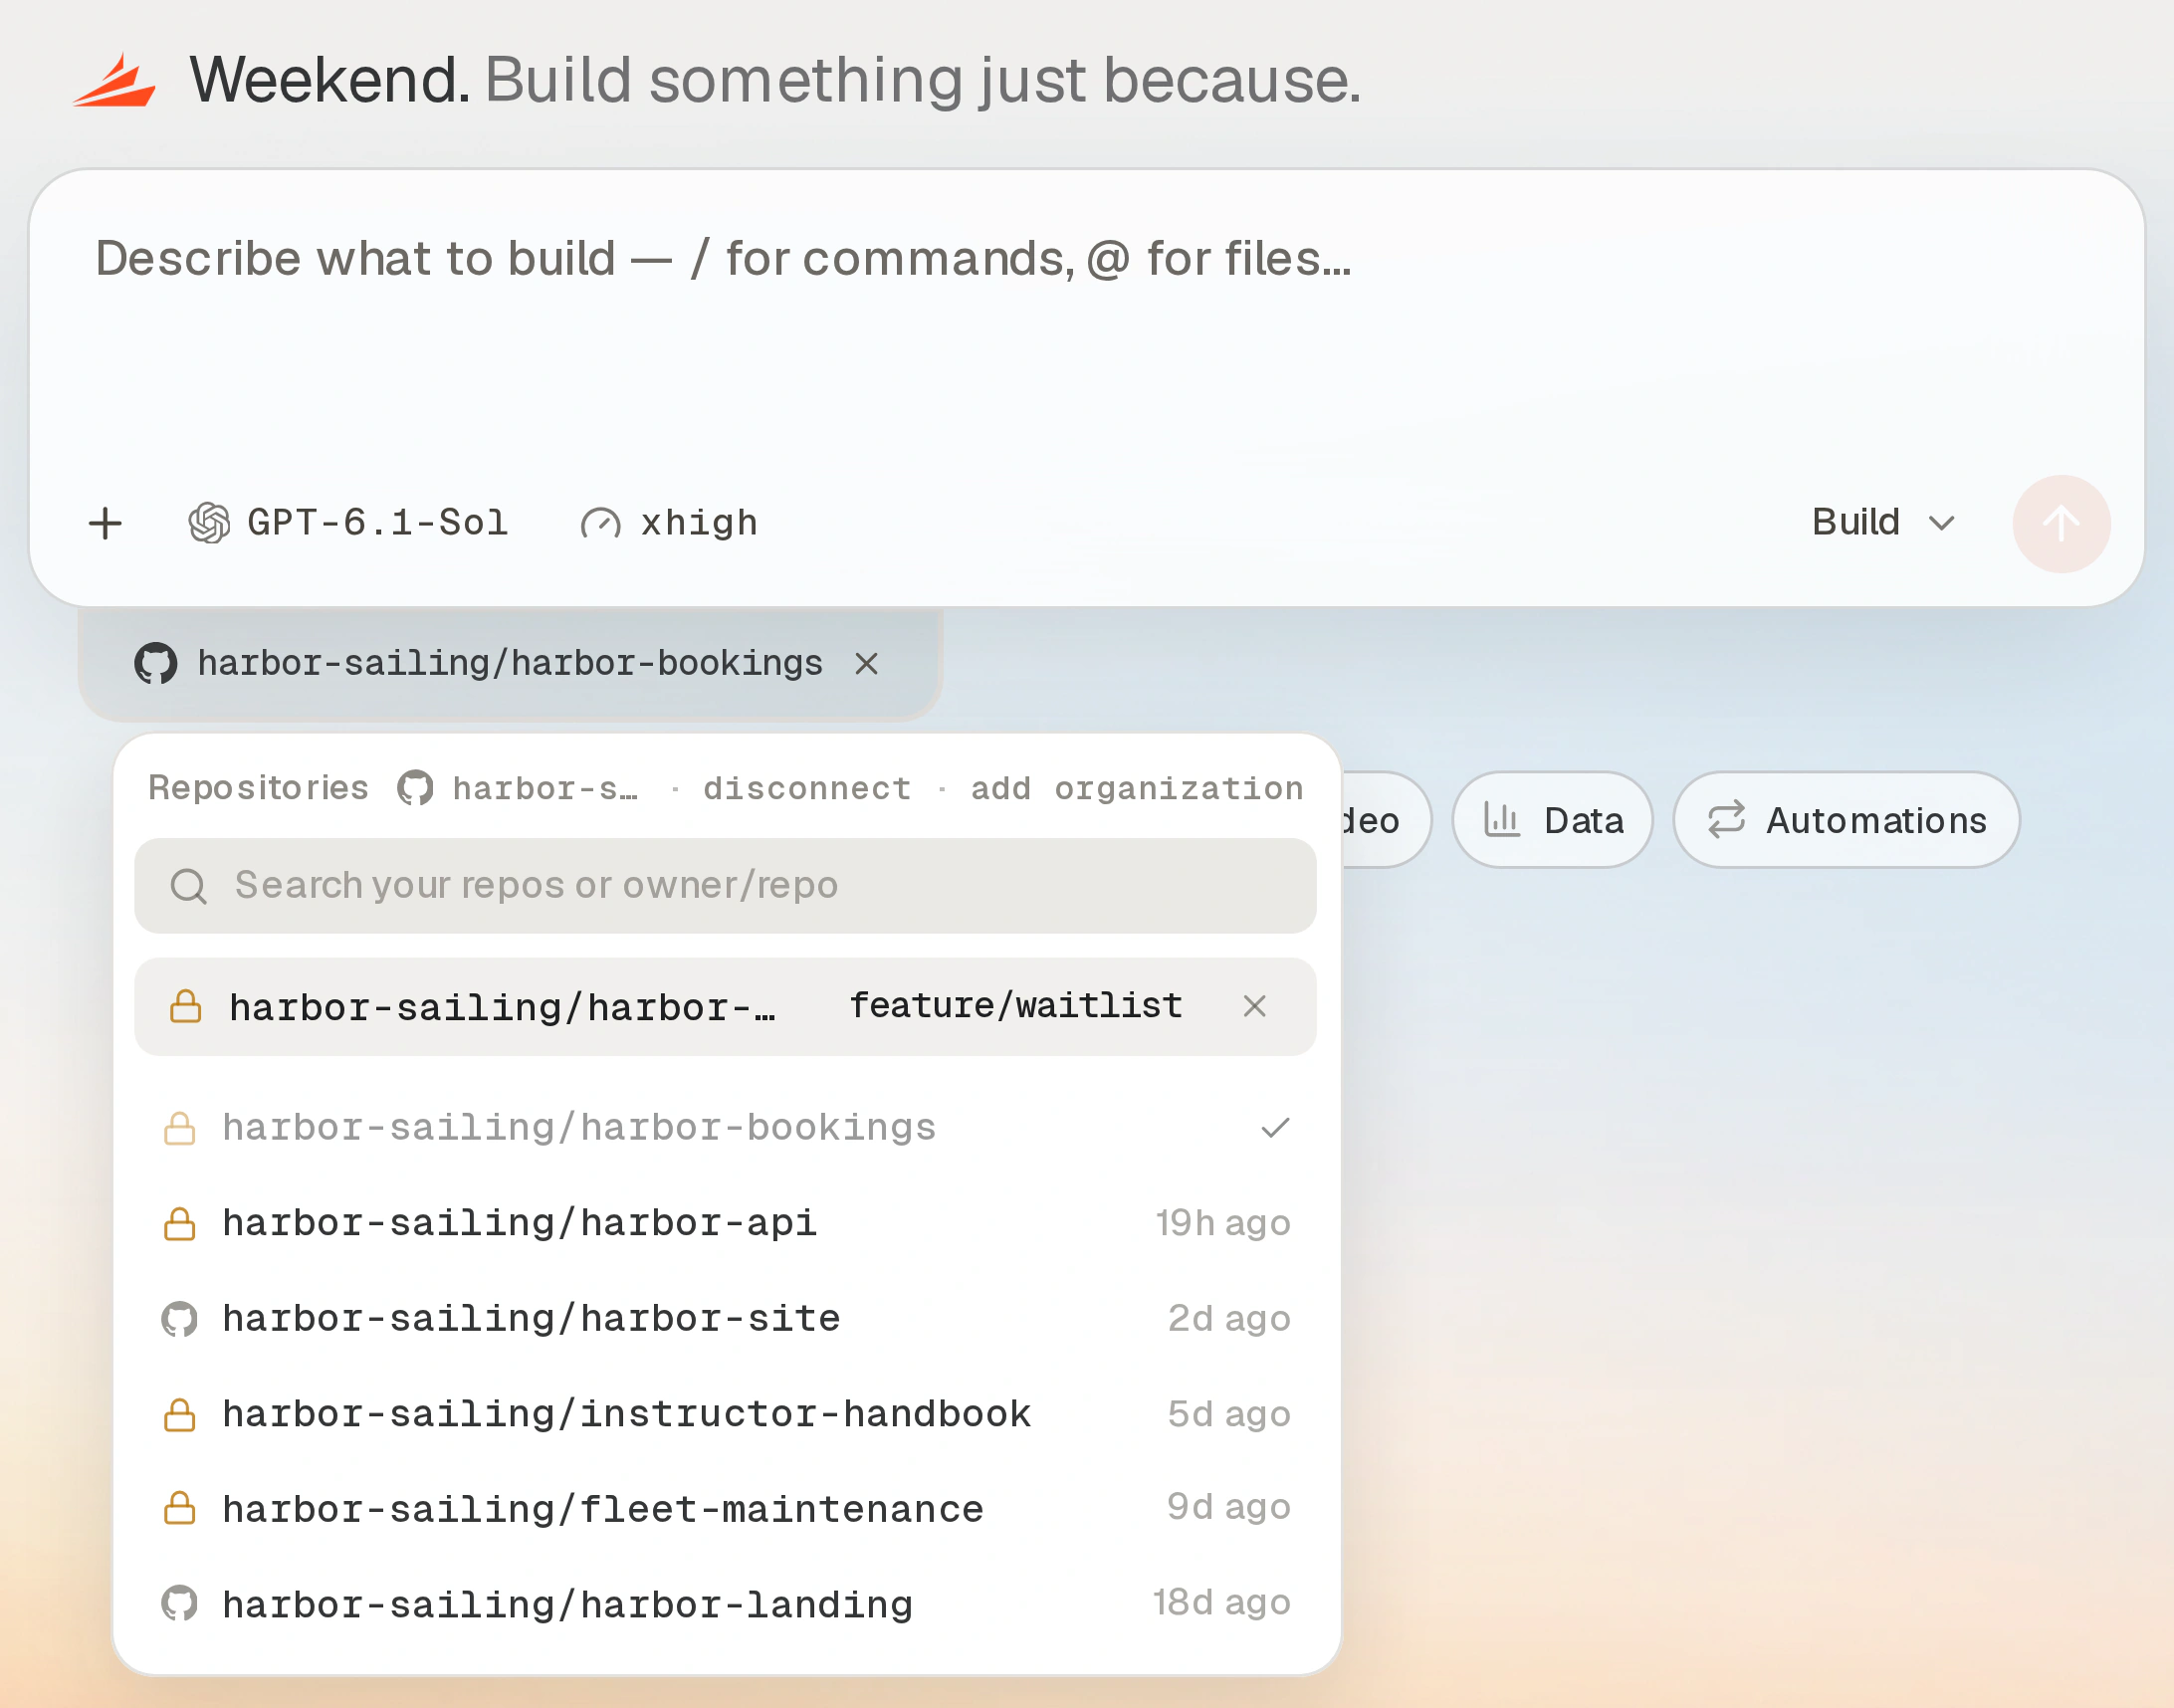 Weekend. Build something just because.
Describe what to build — / for commands, @ for files…
GPT-6.1-Sol xhigh Build
harbor-sailing/harbor-bookings
Repositories harbor-s… · disconnect · add organization
deo Data Automations
Search your repos or owner/repo
harbor-sailing/harbor-… feature/waitlist
harbor-sailing/harbor-bookings
harbor-sailing/harbor-api 19h ago
harbor-sailing/harbor-site 2d ago
harbor-sailing/instructor-handbook 5d ago
harbor-sailing/fleet-maintenance 9d ago
harbor-sailing/harbor-landing 18d ago